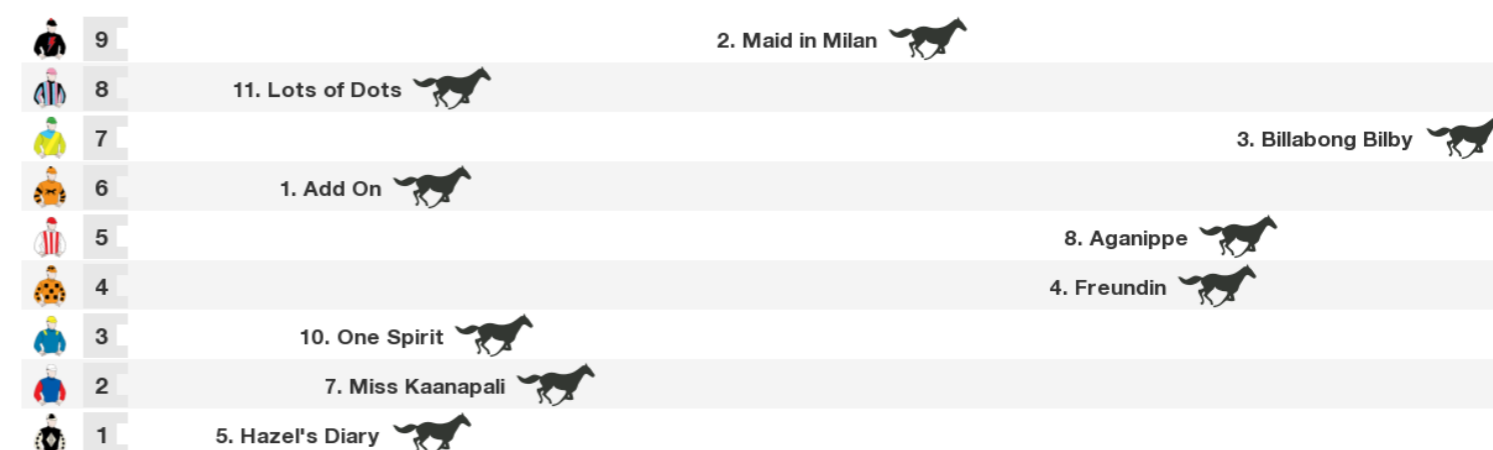 9 2. Maid in Milan
8 11. Lots of Dots
7 3. Billabong Bilby
6 1. Add On
5 8. Aganippe
4 4. Freundin
3 10. One Spirit
2 7. Miss Kaanapali
1 5. Hazel's Diary